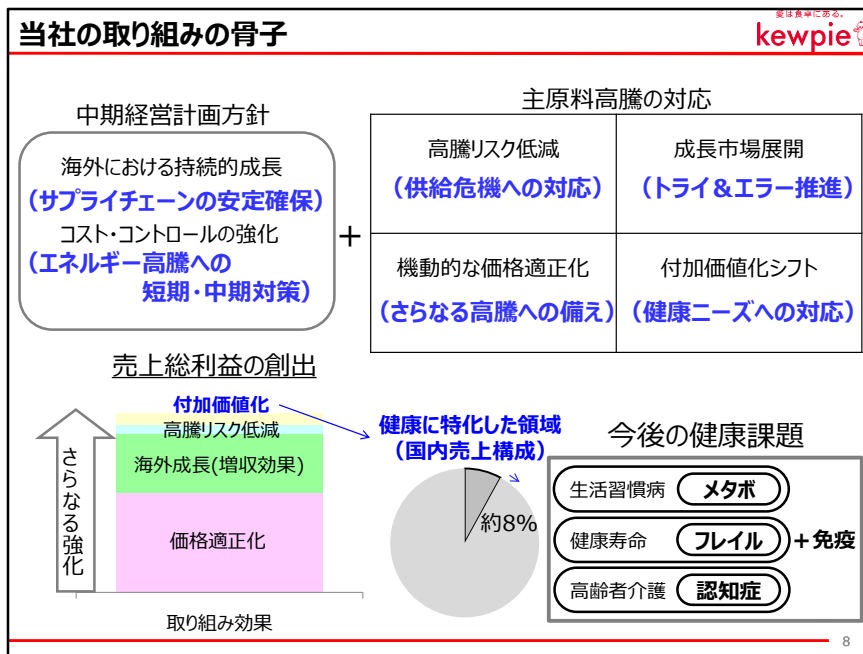 当社の取り組みの骨子
愛は食卓にある。
kewpie
中期経営計画方針
海外における持続的成長
（サプライチェーンの安定確保）
コスト・コントロールの強化
（エネルギー高騰への
短期・中期対策）
＋
主原料高騰の対応
高騰リスク低減
（供給危機への対応）
成長市場展開
（トライ＆エラー推進）
機動的な価格適正化
（さらなる高騰への備え）
付加価値化シフト
（健康ニーズへの対応）
売上総利益の創出
さらなる強化
付加価値化
高騰リスク低減
海外成長(増収効果)
価格適正化
取り組み効果
健康に特化した領域
（国内売上構成）
約8%
今後の健康課題
生活習慣病 メタボ
健康寿命 フレイル
高齢者介護 認知症
＋免疫
8